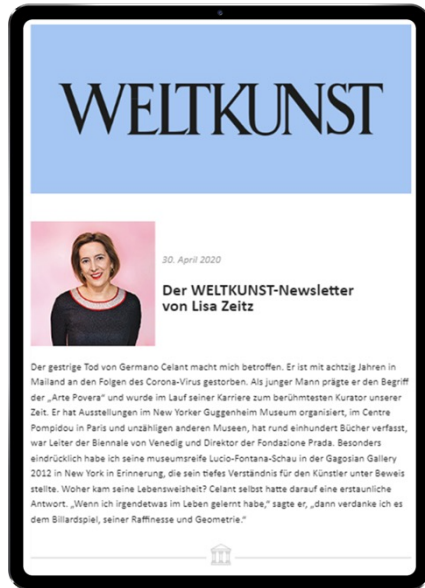 WELTKUNST
30. April 2020
Der WELTKUNST-Newsletter
von Lisa Zeitz
Der gestrige Tod von Germano Celant macht mich betroffen. Er ist mit achtzig Jahren in
Mailand an den Folgen des Corona-Virus gestorben. Als junger Mann prägte er den Begriff
der „Arte Povera“ und wurde im Lauf seiner Karriere zum berühmtesten Kurator unserer
Zeit. Er hat Ausstellungen im New Yorker Guggenheim Museum organisiert, im Centre
Pompidou in Paris und unzähligen anderen Museen, hat rund einhundert Bücher verfasst,
war Leiter der Biennale von Venedig und Direktor der Fondazione Prada. Besonders
eindrücklich habe ich seine museumsreife Lucio-Fontana-Schau in der Gagosian Gallery
2012 in New York in Erinnerung, die sein tiefes Verständnis für den Künstler unter Beweis
stellte. Woher kam seine Lebensweisheit? Celant selbst hatte darauf eine erstaunliche
Antwort. „Wenn ich irgendetwas im Leben gelernt habe,“ sagte er, „dann verdanke ich es
dem Billardspiel, seiner Raffinesse und Geometrie.“